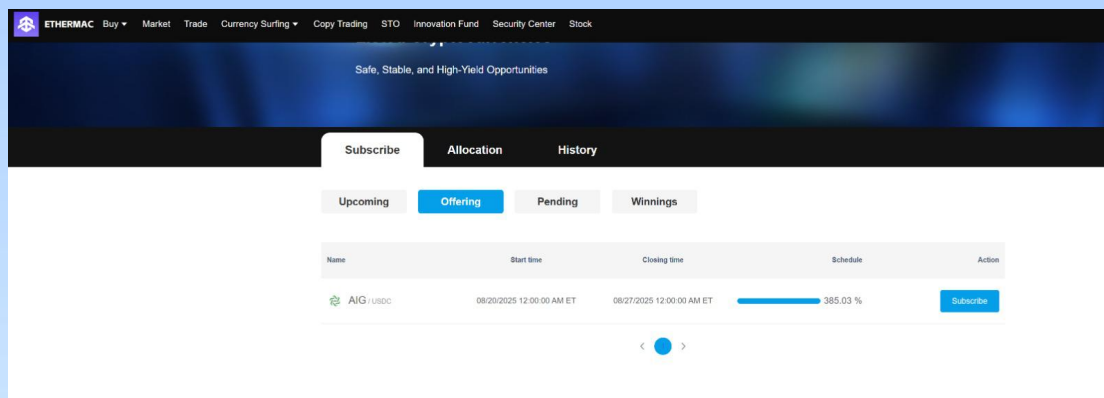 ETHERMAC Buy Market Trade Currency Surfing Copy Trading STO Innovation Fund Security Center Stock
Safe, Stable, and High-Yield Opportunities
Subscribe Allocation History
Upcoming Offering Pending Winnings
Name Start time Closing time Schedule Action
AIG / USDC 08/20/2025 12:00:00 AM ET 08/27/2025 12:00:00 AM ET 385.03 % Subscribe